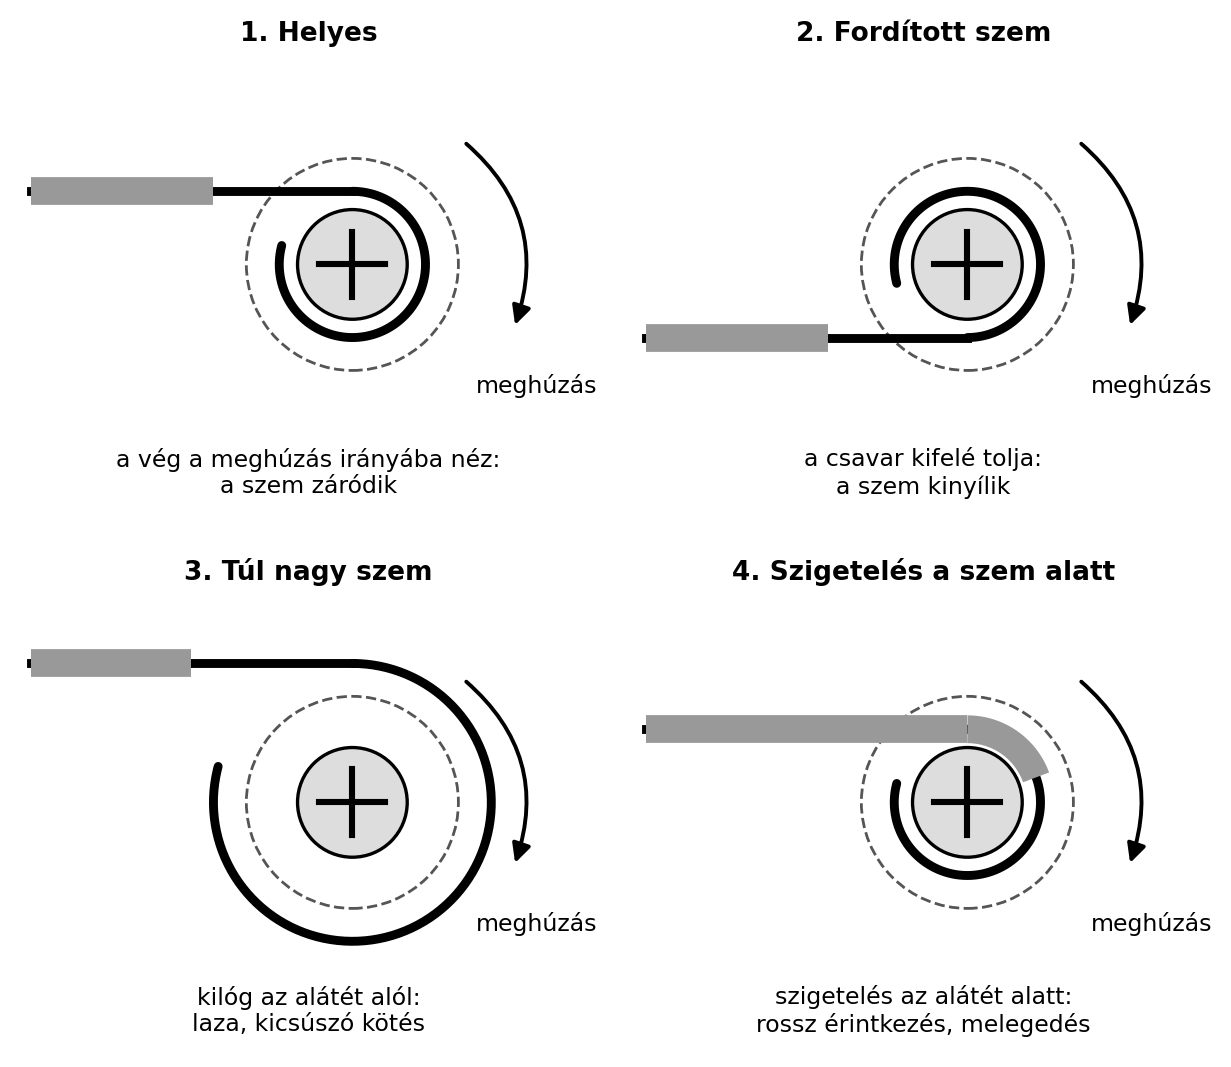 1. Helyes
meghúzás
a vég a meghúzás irányába néz:
a szem záródik
2. Fordított szem
meghúzás
a csavar kifelé tolja:
a szem kinyílik
3. Túl nagy szem
meghúzás
kilóg az alátét alól:
laza, kicsúszó kötés
4. Szigetelés a szem alatt
meghúzás
szigetelés az alátét alatt:
rossz érintkezés, melegedés